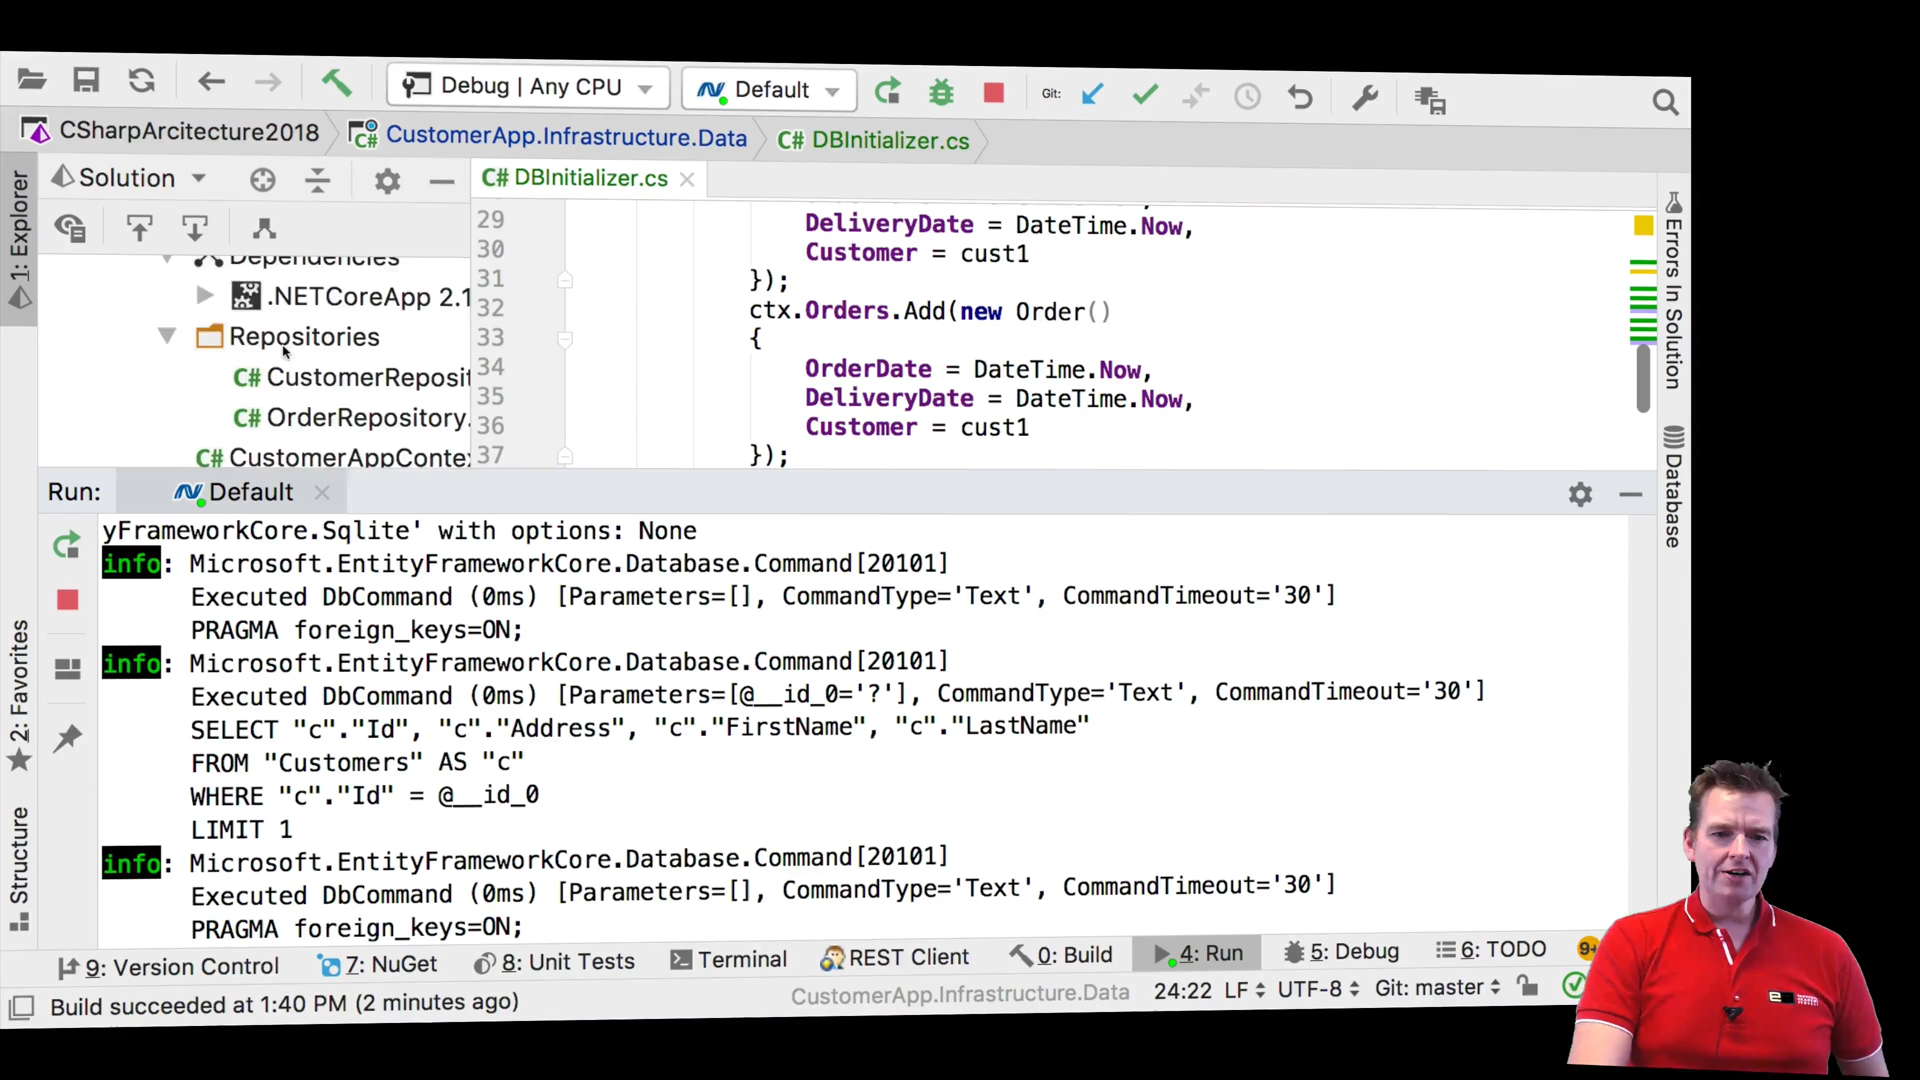 Debug | Any CPU
Default
Git:
CSharpArcitecture2018
CustomerApp.Infrastructure.Data
C# DBInitializer.cs
1: Explorer
Solution
C# DBInitializer.cs
Dependencies
.NETCoreApp 2.1
Repositories
C# CustomerReposit
C# OrderRepository.
C# CustomerAppConte
29 DeliveryDate = DateTime.Now,
30 Customer = cust1
31 });
32 ctx.Orders.Add(new Order()
33 {
34 OrderDate = DateTime.Now,
35 DeliveryDate = DateTime.Now,
36 Customer = cust1
37 });
Errors In Solution
Database
Run: Default
yFrameworkCore.Sqlite' with options: None
info: Microsoft.EntityFrameworkCore.Database.Command[20101]
Executed DbCommand (0ms) [Parameters=[], CommandType='Text', CommandTimeout='30']
PRAGMA foreign_keys=ON;
info: Microsoft.EntityFrameworkCore.Database.Command[20101]
Executed DbCommand (0ms) [Parameters=[@__id_0='?'], CommandType='Text', CommandTimeout='30']
SELECT "c"."Id", "c"."Address", "c"."FirstName", "c"."LastName"
FROM "Customers" AS "c"
WHERE "c"."Id" = @__id_0
LIMIT 1
info: Microsoft.EntityFrameworkCore.Database.Command[20101]
Executed DbCommand (0ms) [Parameters=[], CommandType='Text', CommandTimeout='30']
PRAGMA foreign_keys=ON;
2: Favorites
Structure
9: Version Control
7: NuGet
8: Unit Tests
Terminal
REST Client
0: Build
4: Run
5: Debug
6: TODO
9+
Build succeeded at 1:40 PM (2 minutes ago)
CustomerApp.Infrastructure.Data
24:22
LF
UTF-8
Git: master